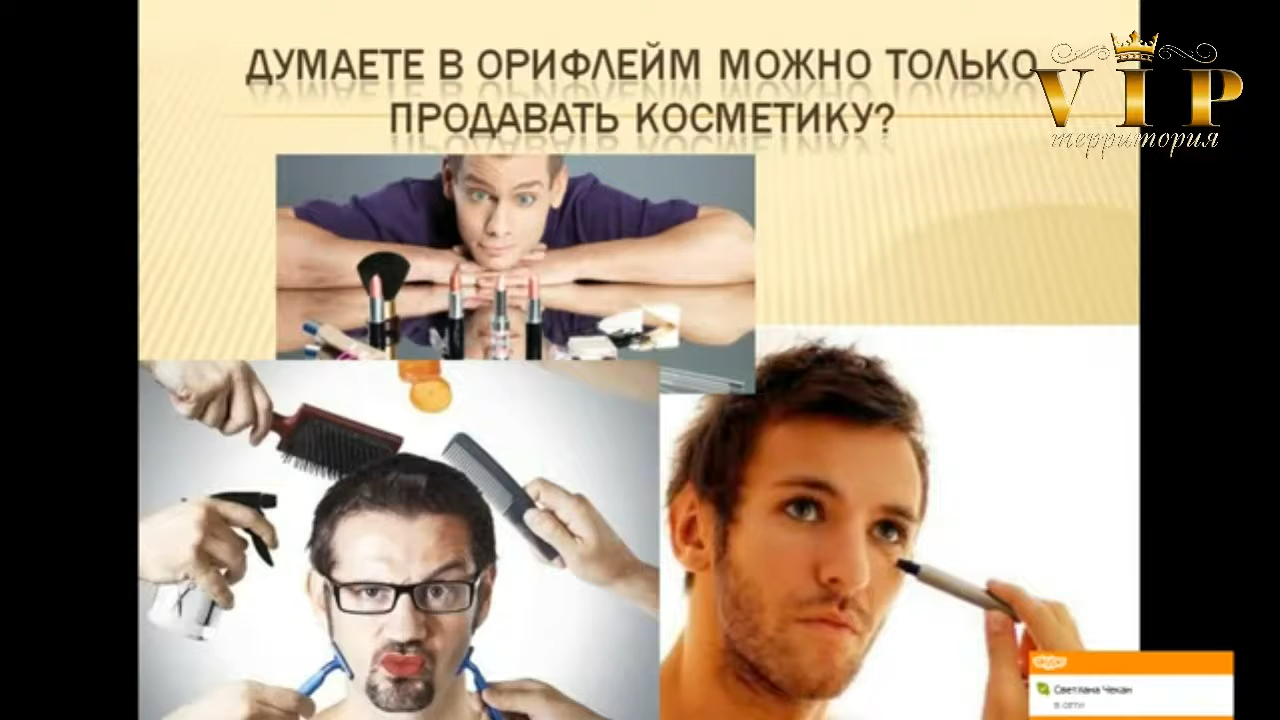 ДУМАЕТЕ В ОРИФЛЕЙМ МОЖНО ТОЛЬКО
ПРОДАВАТЬ КОСМЕТИКУ?
VIP
территория
skype
Светлана Чекан
в сети